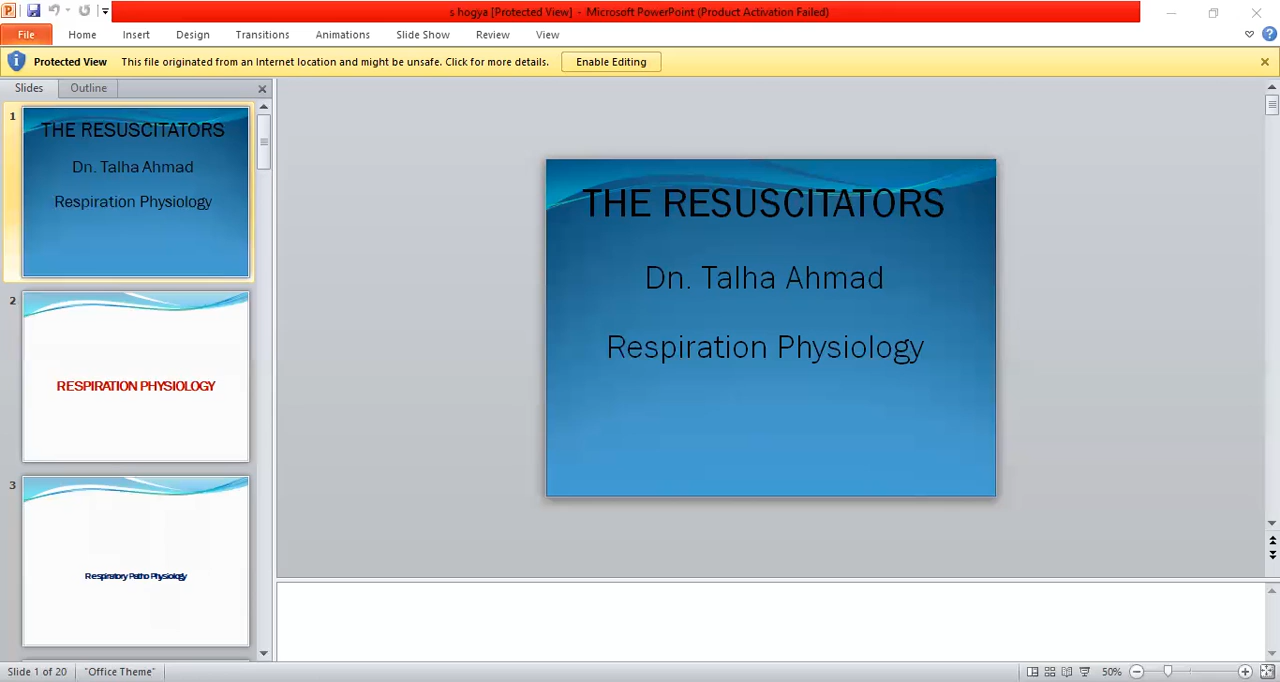 s hogya [Protected View] - Microsoft PowerPoint (Product Activation Failed)
File Home Insert Design Transitions Animations Slide Show Review View
Protected View This file originated from an Internet location and might be unsafe. Click for more details. Enable Editing
Slides Outline
1
THE RESUSCITATORS
Dn. Talha Ahmad
Respiration Physiology
2
RESPIRATION PHYSIOLOGY
3
Respiratory Patho Physiology
THE RESUSCITATORS
Dn. Talha Ahmad
Respiration Physiology
Slide 1 of 20 "Office Theme" 50%